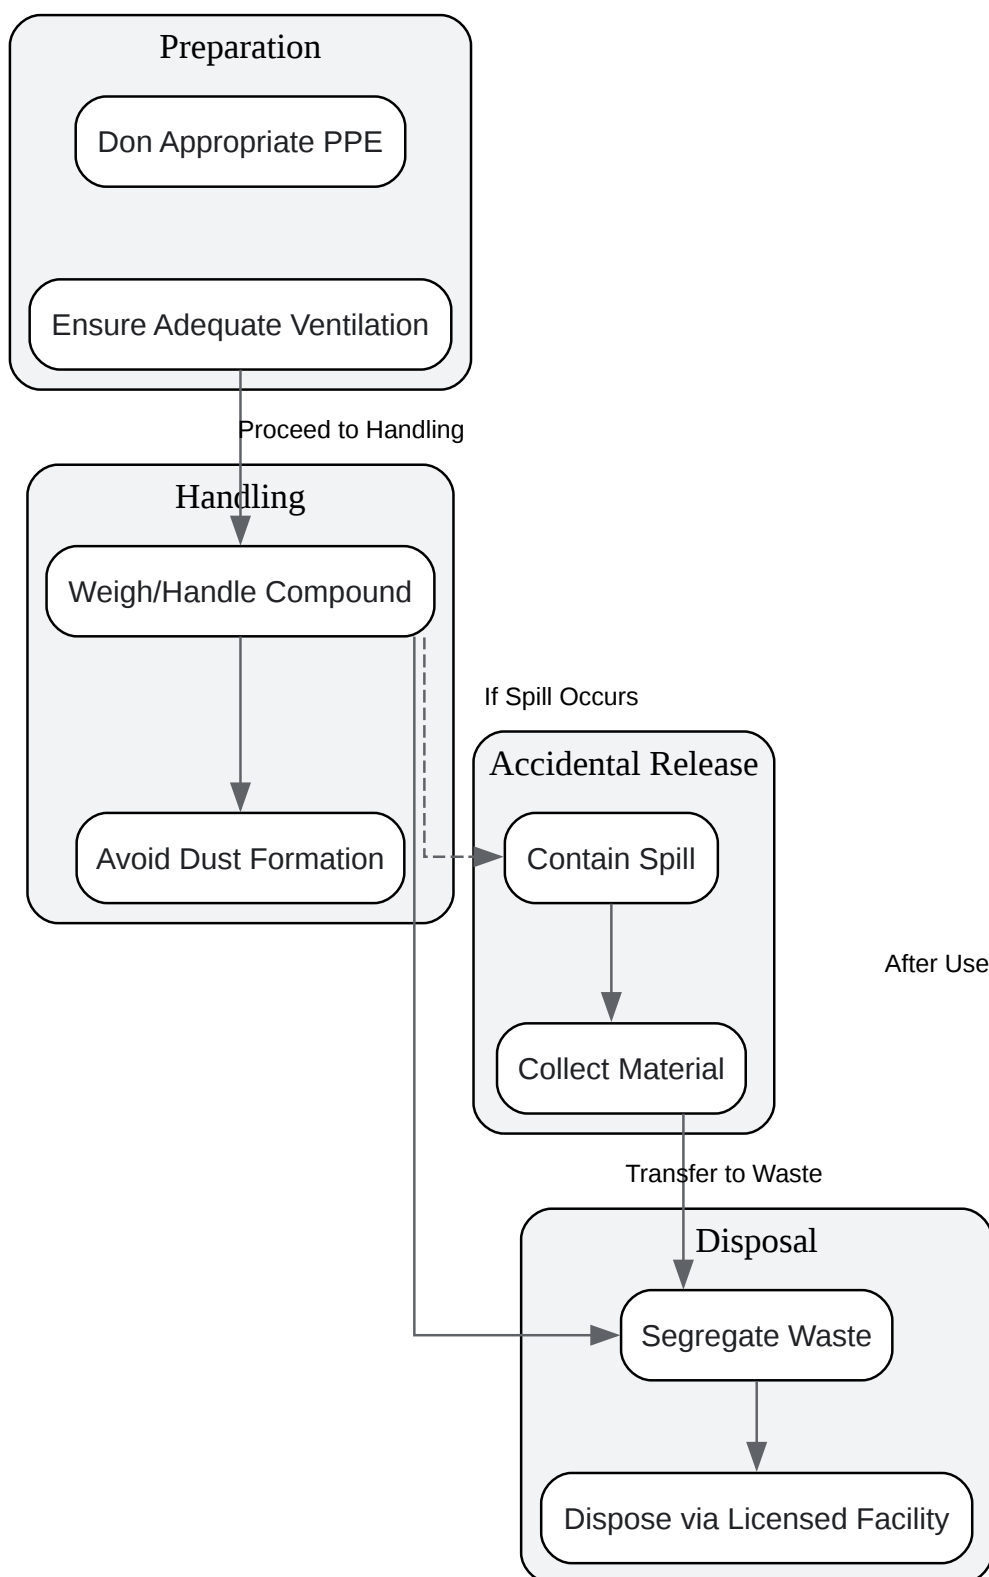 Preparation
Don Appropriate PPE
Ensure Adequate Ventilation
Proceed to Handling
Handling
Weigh/Handle Compound
If Spill Occurs
Accidental Release
Avoid Dust Formation
Contain Spill
After Use
Collect Material
Transfer to Waste
Disposal
Segregate Waste
Dispose via Licensed Facility